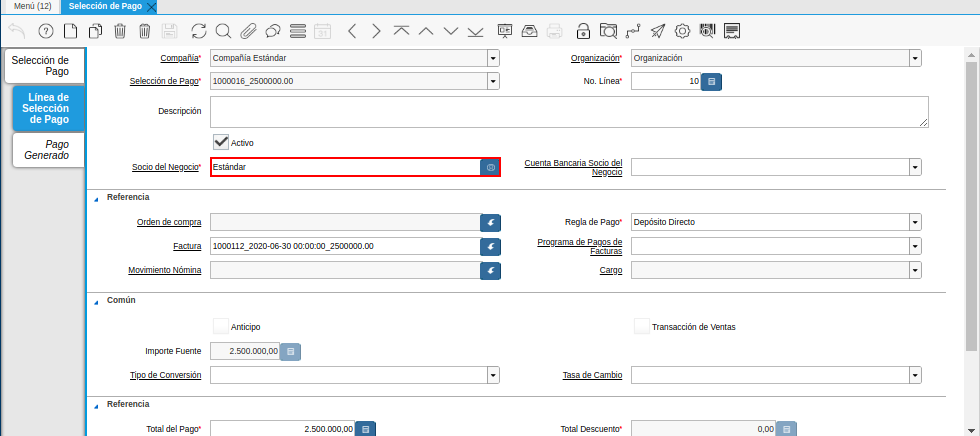 Menú (12)
Selección de Pago
Selección de
Pago
Línea de
Selección
de Pago
Pago
Generado
Compañía*
Compañía Estándar
Organización*
Organización
Selección de Pago*
1000016_2500000.00
No. Línea*
10
Descripción
Activo
Socio del Negocio*
Estándar
Cuenta Bancaria Socio del
Negocio
Referencia
Orden de compra
Regla de Pago*
Depósito Directo
Factura
1000112_2020-06-30 00:00:00_2500000.00
Programa de Pagos de
Facturas
Movimiento Nómina
Cargo
Común
Anticipo
Transacción de Ventas
Importe Fuente
2.500.000,00
Tipo de Conversión
Tasa de Cambio
Referencia
Total del Pago*
2.500.000,00
Total Descuento*
0,00